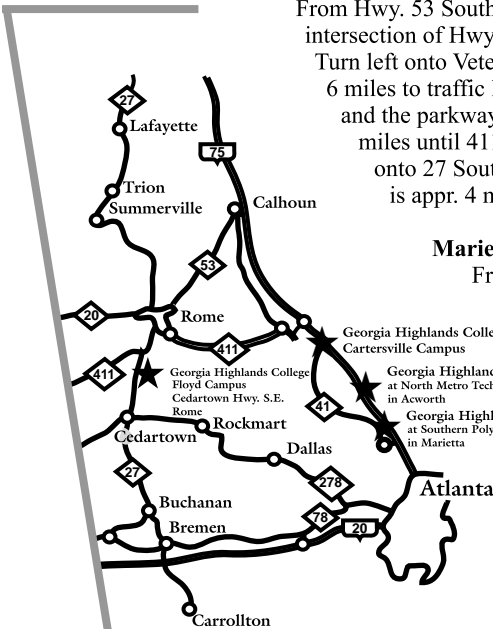 From Hwy. 53 South
intersection of Hwy
Turn left onto Vete
6 miles to traffic
and the parkway
miles until 411
onto 27 Sout
is appr. 4 m
Marie
Fr
27
Lafayette
75
Trion
Summerville
Calhoun
53
20
Rome
411
Georgia Highlands Colle
Cartersville Campus
411
Georgia Highlands College
Floyd Campus
Cedartown Hwy. S.E.
Rome
Georgia Highland
at North Metro Tech
in Acworth
41
Georgia Highl
at Southern Poly
in Marietta
Cedartown
Rockmart
Dallas
27
278
Atlanta
Buchanan
78
20
Bremen
Carrollton